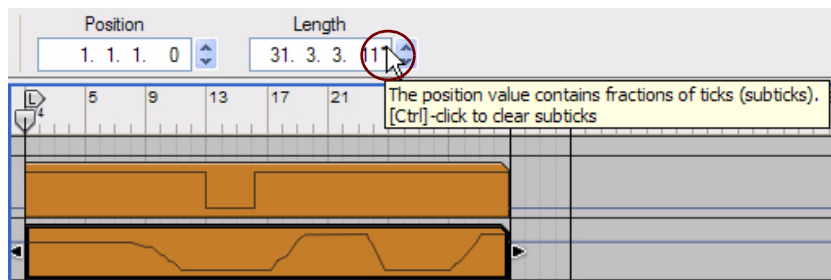 Position Length
1. 1. 1. 0 31. 3. 3. 11*
L 5 9 13 17 21
4
The position value contains fractions of ticks (subticks).
[Ctrl]-click to clear subticks